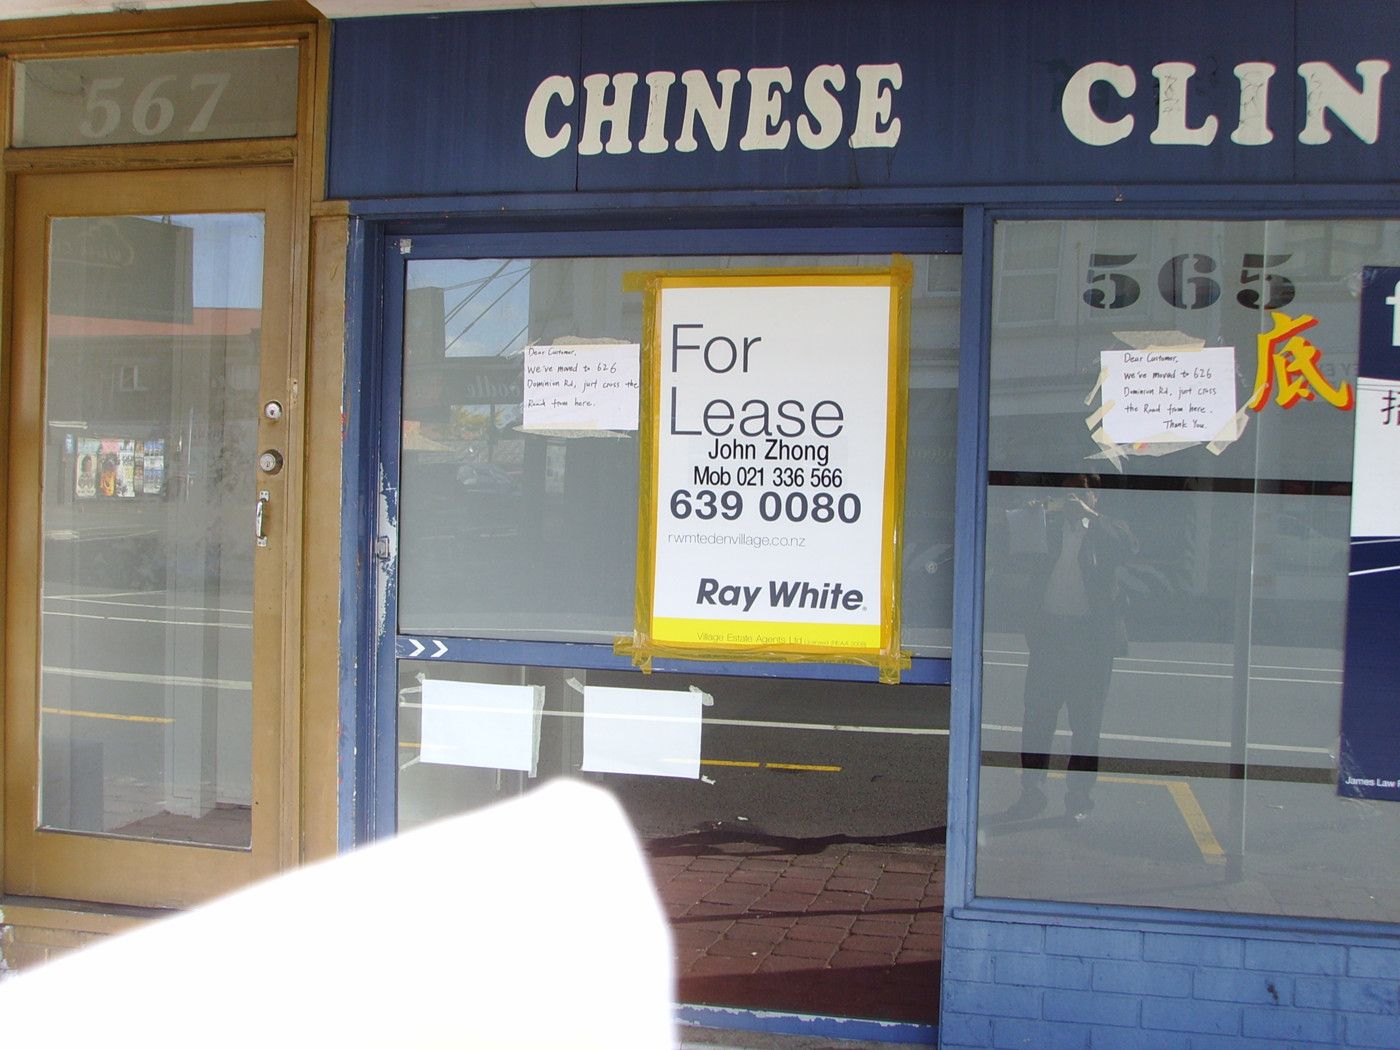 567
CHINESE CLIN
565
底
Dear Customer,
we've moved to 626
Dominion Rd, just cross the
Road from here.
For
Lease
John Zhong
Mob 021 336 566
639 0080
rwmtedenvillage.co.nz
Ray White
Village Estate Agents Ltd
Dear Customer,
we've moved to 626
Dominion Rd, just cross
the Road from here.
Thank You.
James Law